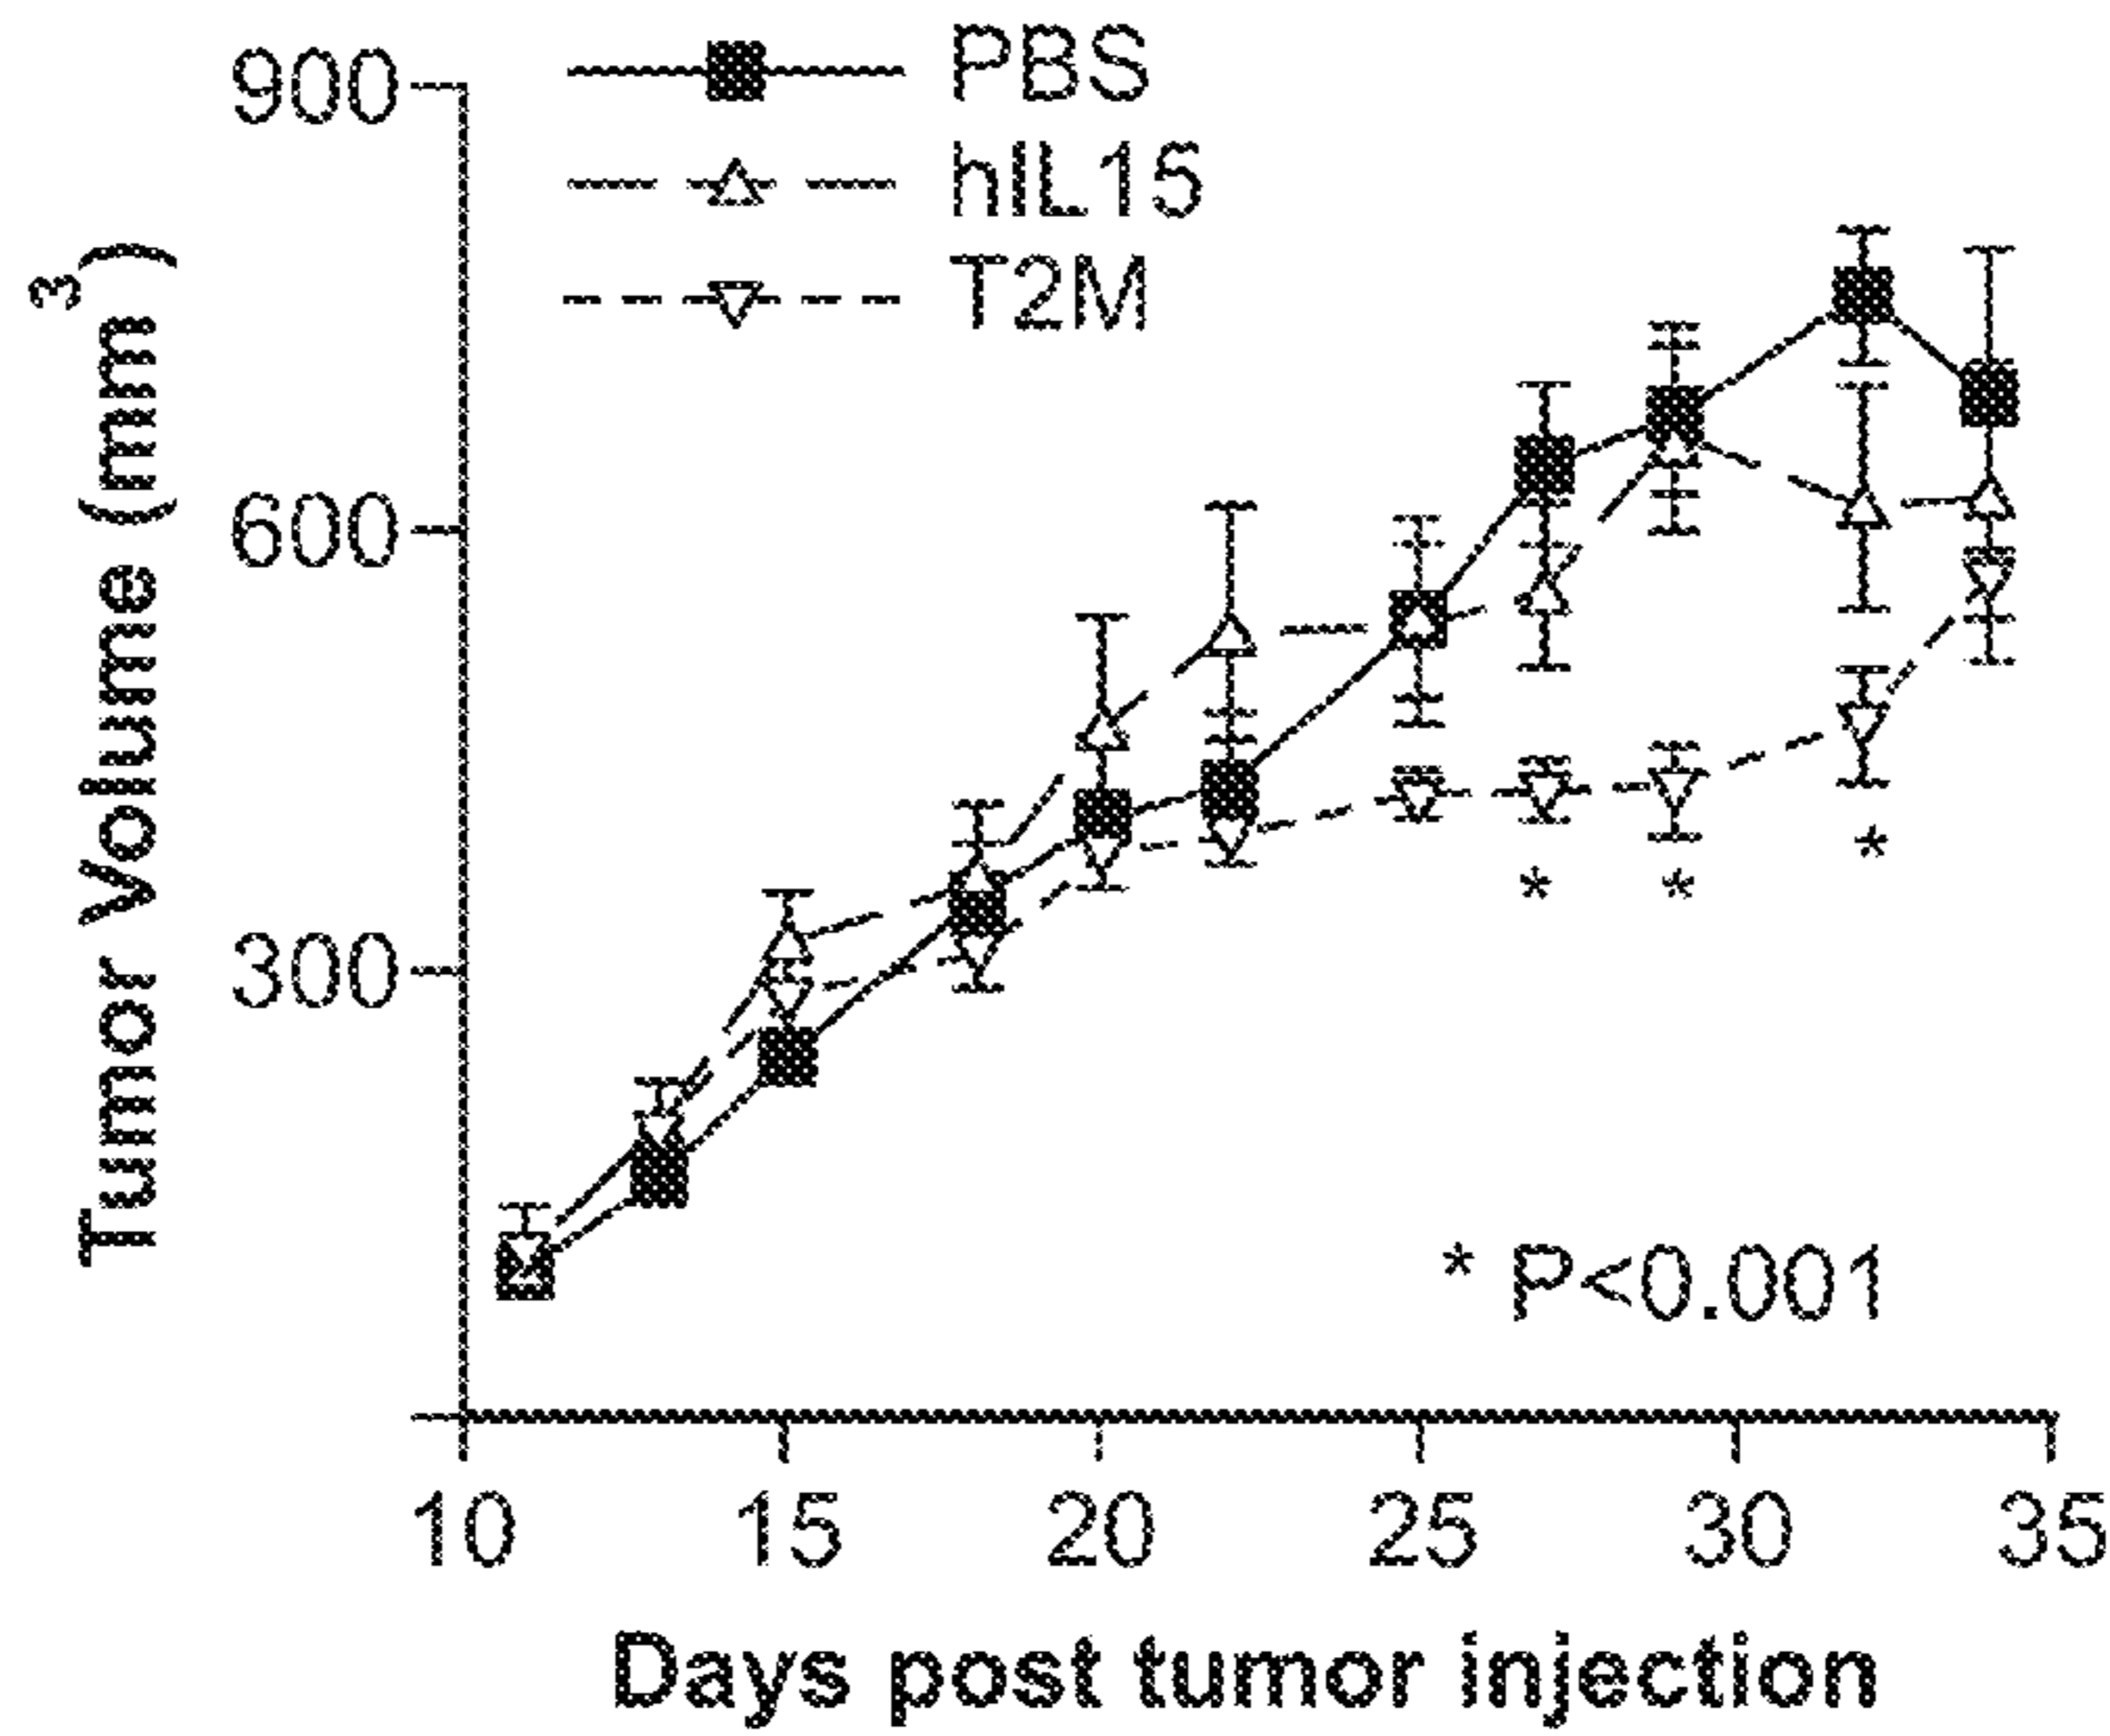 PBS
hIL15
T2M
900
600
300
Tumor Volume (mm³)
*
*
*
* P<0.001
10 15 20 25 30 35
Days post tumor injection